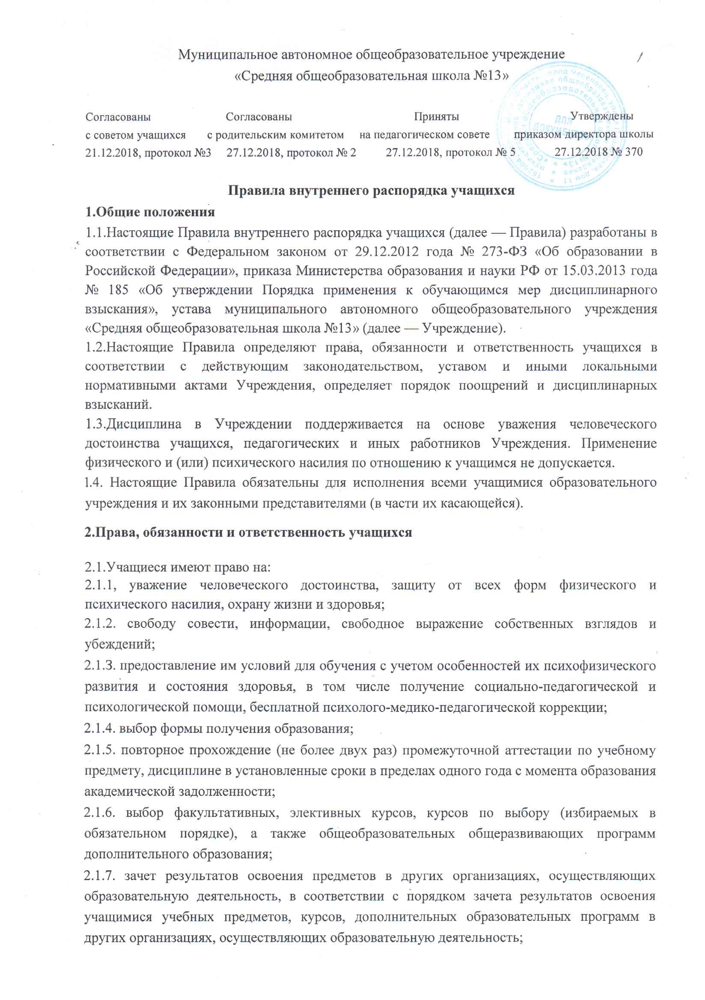 Муниципальное автономное общеобразовательное учреждение
«Средняя общеобразовательная школа №13»
Согласованы Согласованы Приняты Утверждены
с советом учащихся с родительским комитетом на педагогическом совете приказом директора школы
21.12.2018, протокол №3 27.12.2018, протокол № 2 27.12.2018, протокол № 5 27.12.2018 № 370
ДЛЯ
ДОКУМЕНТОВ
Правила внутреннего распорядка учащихся
1.Общие положения
1.1.Настоящие Правила внутреннего распорядка учащихся (далее — Правила) разработаны в
соответствии с Федеральном законом от 29.12.2012 года № 273-ФЗ «Об образовании в
Российской Федерации», приказа Министерства образования и науки РФ от 15.03.2013 года
№ 185 «Об утверждении Порядка применения к обучающимся мер дисциплинарного
взыскания», устава муниципального автономного общеобразовательного учреждения
«Средняя общеобразовательная школа №13» (далее — Учреждение).
1.2.Настоящие Правила определяют права, обязанности и ответственность учащихся в
соответствии с действующим законодательством, уставом и иными локальными
нормативными актами Учреждения, определяет порядок поощрений и дисциплинарных
взысканий.
1.3.Дисциплина в Учреждении поддерживается на основе уважения человеческого
достоинства учащихся, педагогических и иных работников Учреждения. Применение
физического и (или) психического насилия по отношению к учащимся не допускается.
1.4. Настоящие Правила обязательны для исполнения всеми учащимися образовательного
учреждения и их законными представителями (в части их касающейся).
2.Права, обязанности и ответственность учащихся
2.1.Учащиеся имеют право на:
2.1.1, уважение человеческого достоинства, защиту от всех форм физического и
психического насилия, охрану жизни и здоровья;
2.1.2. свободу совести, информации, свободное выражение собственных взглядов и
убеждений;
2.1.3. предоставление им условий для обучения с учетом особенностей их психофизического
развития и состояния здоровья, в том числе получение социально-педагогической и
психологической помощи, бесплатной психолого-медико-педагогической коррекции;
2.1.4. выбор формы получения образования;
2.1.5. повторное прохождение (не более двух раз) промежуточной аттестации по учебному
предмету, дисциплине в установленные сроки в пределах одного года с момента образования
академической задолженности;
2.1.6. выбор факультативных, элективных курсов, курсов по выбору (избираемых в
обязательном порядке), а также общеобразовательных общеразвивающих программ
дополнительного образования;
2.1.7. зачет результатов освоения предметов в других организациях, осуществляющих
образовательную деятельность, в соответствии с порядком зачета результатов освоения
учащимися учебных предметов, курсов, дополнительных образовательных программ в
других организациях, осуществляющих образовательную деятельность;